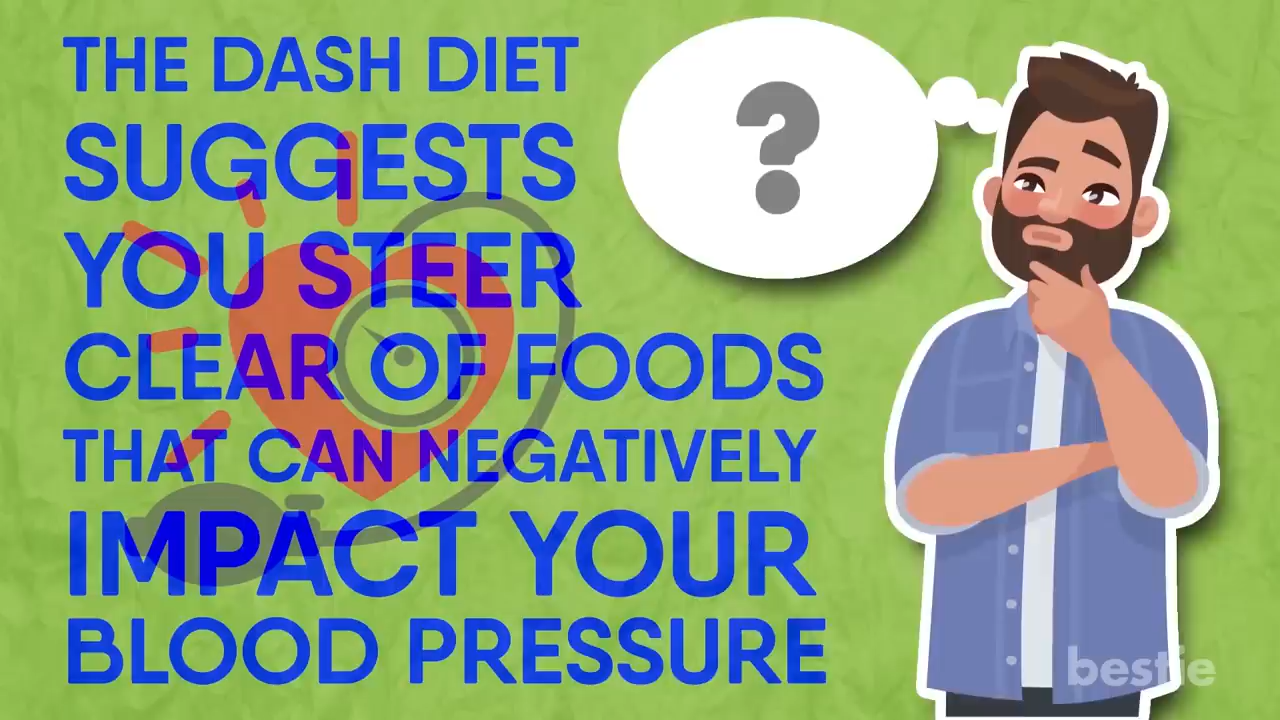 THE DASH DIET
SUGGESTS
YOU STEER
CLEAR OF FOODS
THAT CAN NEGATIVELY
IMPACT YOUR
BLOOD PRESSURE
?
bestie